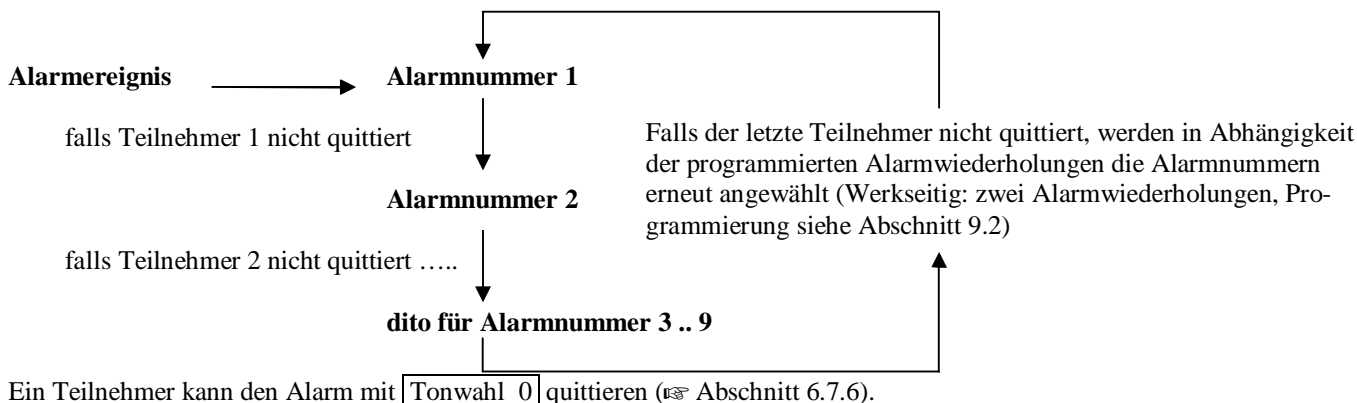 Alarmereignis
Alarmnummer 1
falls Teilnehmer 1 nicht quittiert
Alarmnummer 2
falls Teilnehmer 2 nicht quittiert …..
dito für Alarmnummer 3 .. 9
Falls der letzte Teilnehmer nicht quittiert, werden in Abhängigkeit
der programmierten Alarmwiederholungen die Alarmnummern
erneut angewählt (Werkseitig: zwei Alarmwiederholungen, Pro-
grammierung siehe Abschnitt 9.2)
Ein Teilnehmer kann den Alarm mit Tonwahl 0 quittieren (☞ Abschnitt 6.7.6).